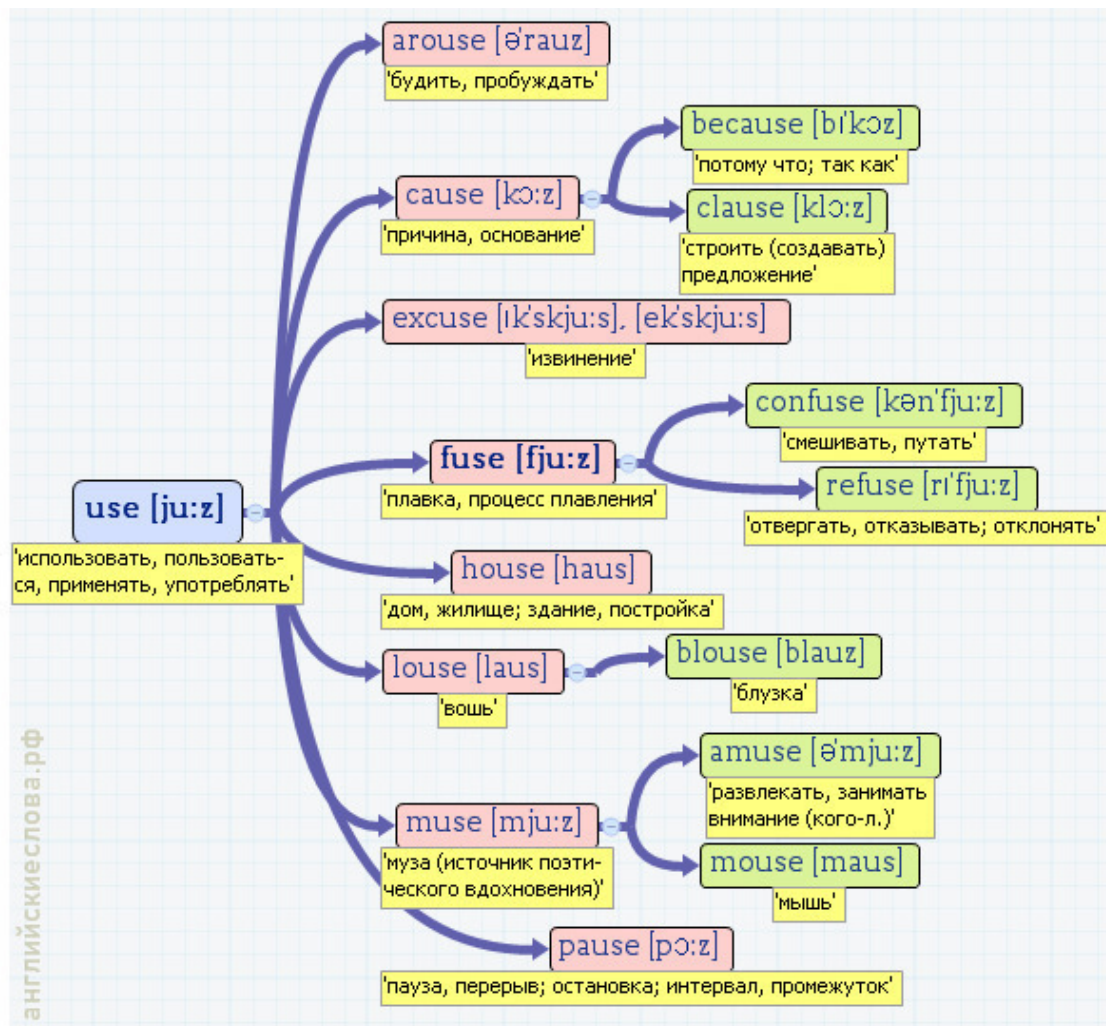 arouse [ə'rauz]
'будить, пробуждать'
because [bı'kɔz]
'потому что; так как'
cause [kɔ:z]
'причина, основание'
clause [klɔ:z]
'строить (создавать)
предложение'
excuse [ık'skju:s], [ek'skju:s]
'извинение'
confuse [kən'fju:z]
'смешивать, путать'
fuse [fju:z]
'плавка, процесс плавления'
refuse [rı'fju:z]
'отвергать, отказывать; отклонять'
use [ju:z]
'использовать, пользовать-
ся, применять, употреблять'
house [haus]
'дом, жилище; здание, постройка'
louse [laus]
'вошь'
blouse [blauz]
'блузка'
amuse [ə'mju:z]
'развлекать, занимать
внимание (кого-л.)'
muse [mju:z]
'муза (источник поэти-
ческого вдохновения)'
mouse [maus]
'мышь'
pause [pɔ:z]
'пауза, перерыв; остановка; интервал, промежуток'
английскиеслова.рф